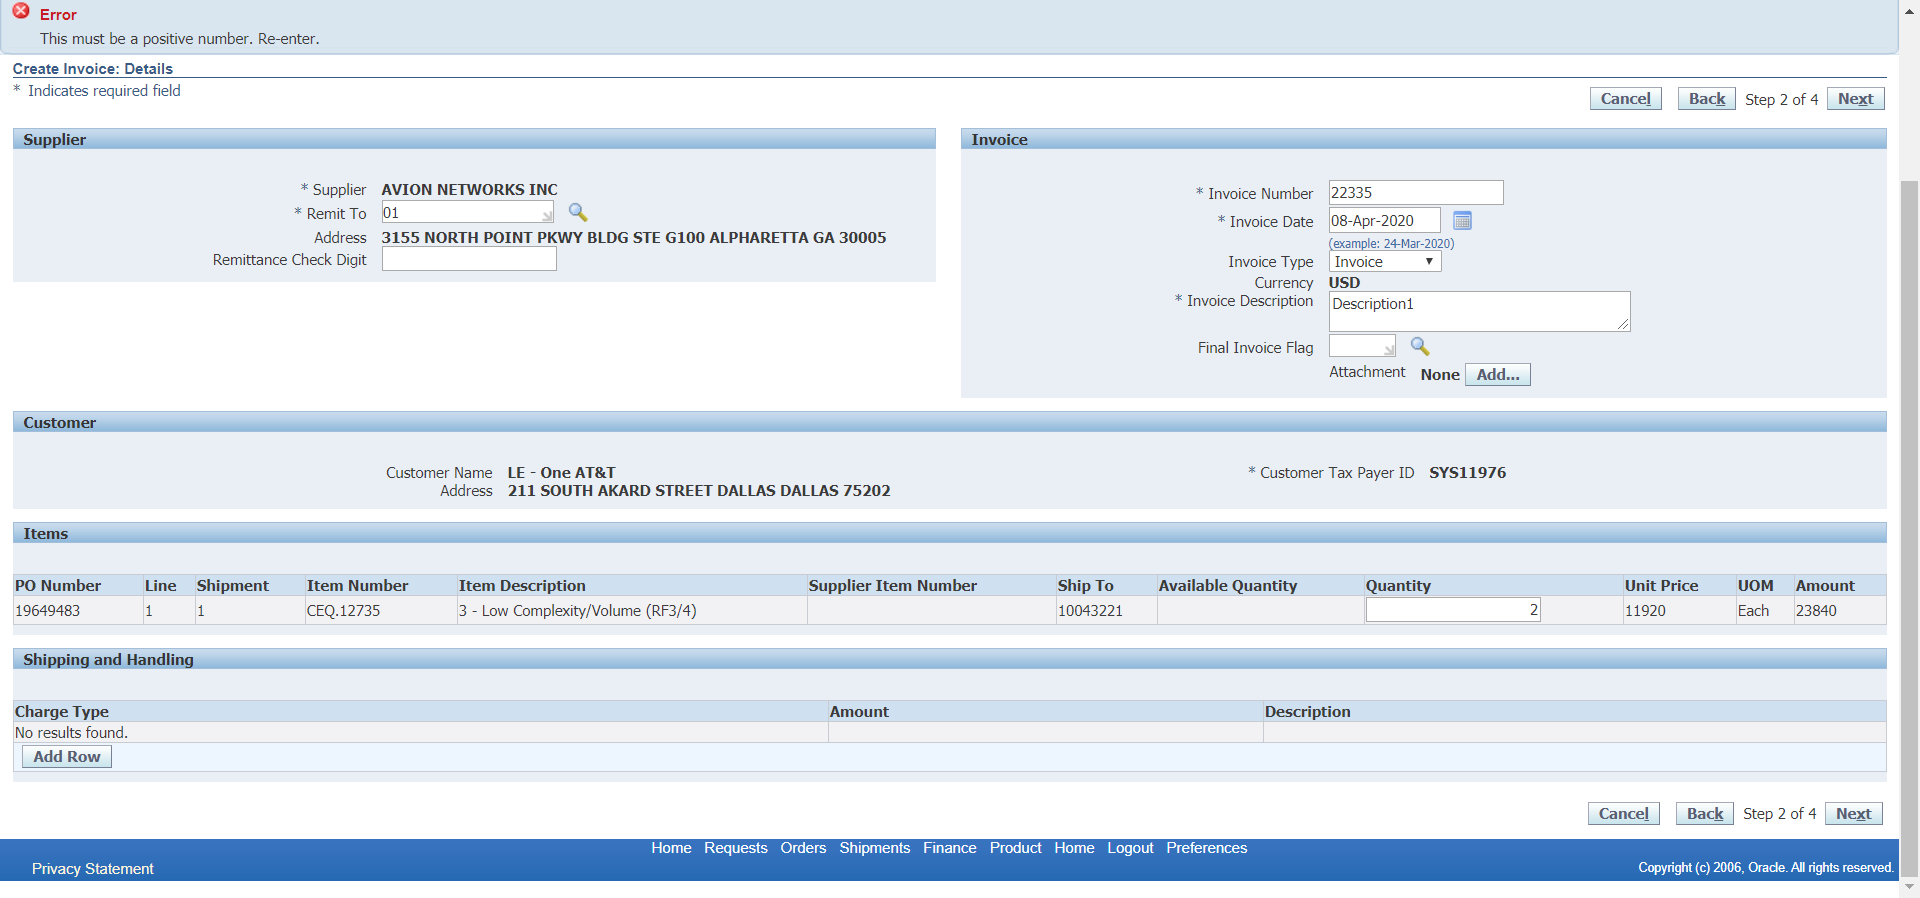 Error
This must be a positive number. Re-enter.
Create Invoice: Details
* Indicates required field
Cancel Back Step 2 of 4 Next
Supplier
* Supplier AVION NETWORKS INC
* Remit To 01
Address 3155 NORTH POINT PKWY BLDG STE G100 ALPHARETTA GA 30005
Remittance Check Digit
Invoice
* Invoice Number 22335
* Invoice Date 08-Apr-2020
(example: 24-Mar-2020)
Invoice Type Invoice
Currency USD
* Invoice Description Description1
Final Invoice Flag
Attachment None Add...
Customer
Customer Name LE - One AT&T
Address 211 SOUTH AKARD STREET DALLAS DALLAS 75202
* Customer Tax Payer ID SYS11976
Items
PO Number Line Shipment Item Number Item Description Supplier Item Number Ship To Available Quantity Quantity Unit Price UOM Amount
19649483 1 1 CEQ.12735 3 - Low Complexity/Volume (RF3/4) 10043221 2 11920 Each 23840
Shipping and Handling
Charge Type Amount Description
No results found.
Add Row
Cancel Back Step 2 of 4 Next
Home Requests Orders Shipments Finance Product Home Logout Preferences
Privacy Statement
Copyright (c) 2006, Oracle. All rights reserved.